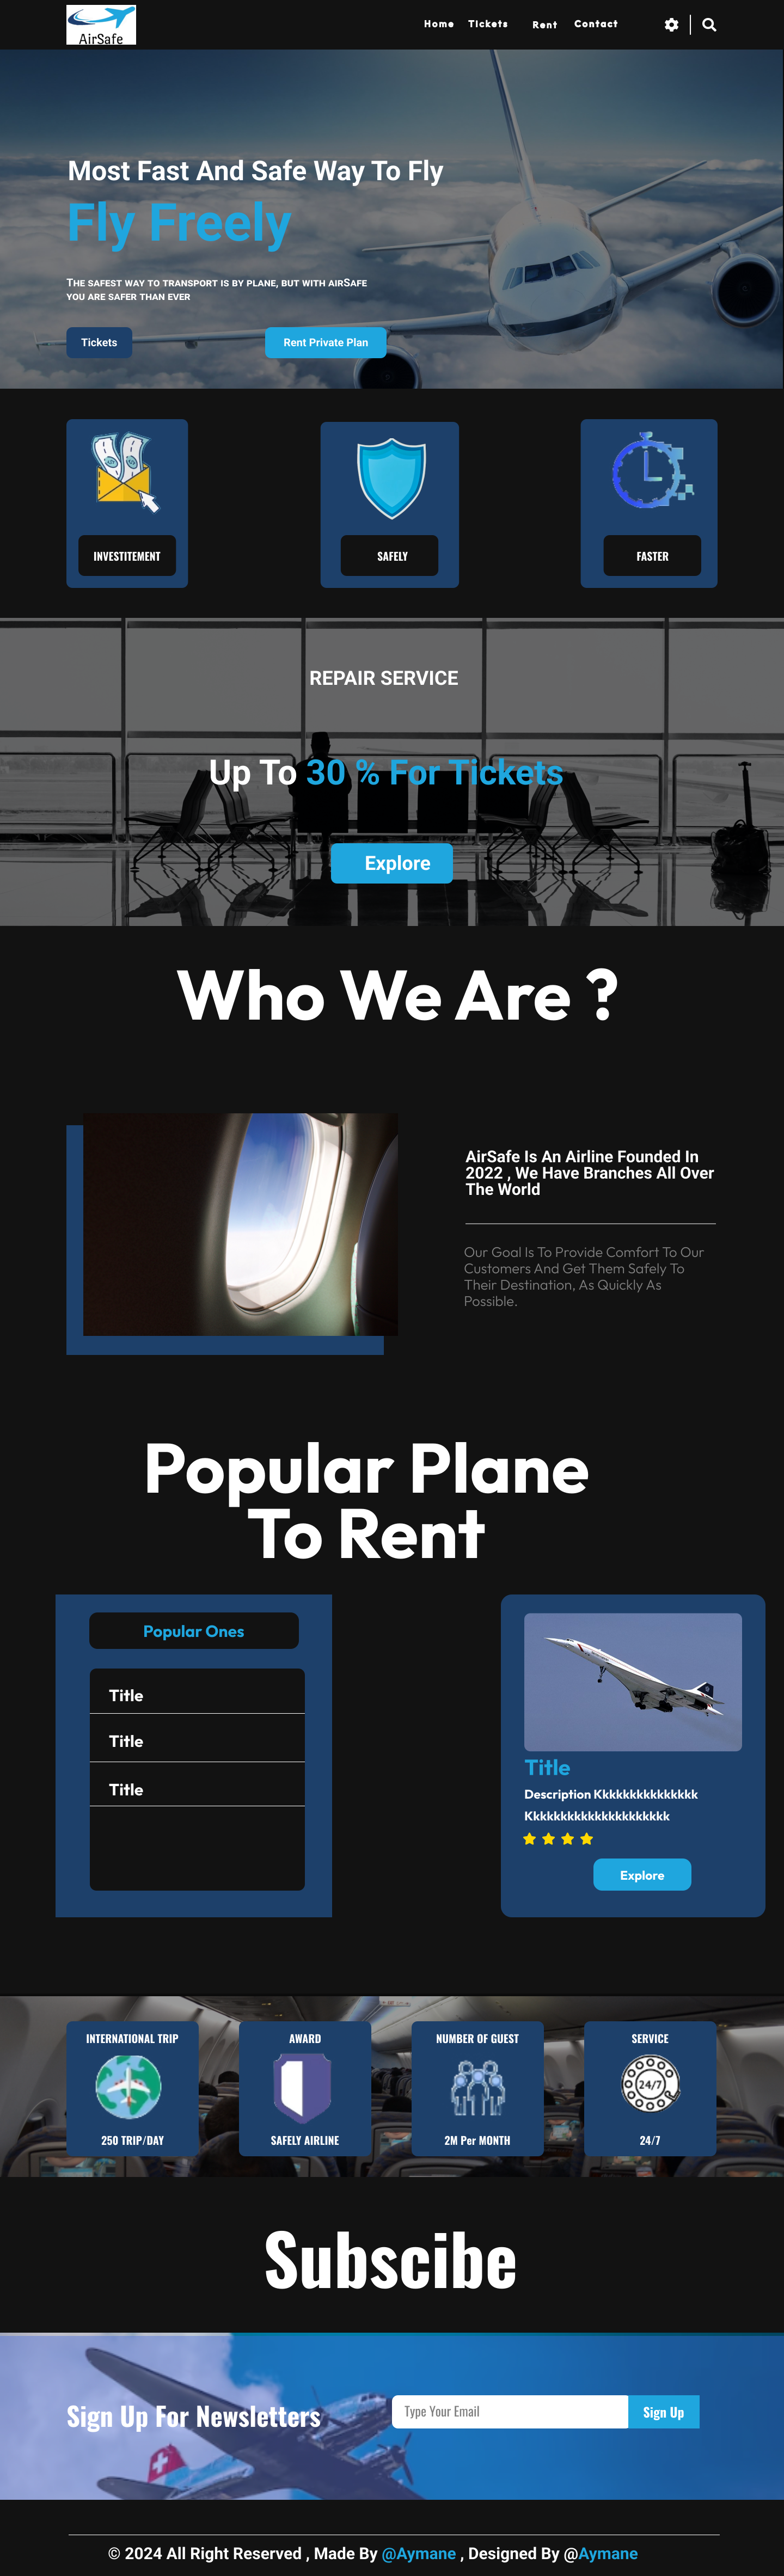 AirSafe
Home Tickets Rent Contact
Most Fast And Safe Way To Fly
Fly Freely
The safest way to transport is by plane, but with airSafe
you are safer than ever
Tickets
Rent Private Plan
INVESTITEMENT
SAFELY
FASTER
REPAIR SERVICE
Up To 30 % For Tickets
Explore
Who We Are ?
AirSafe Is An Airline Founded In
2022 , We Have Branches All Over
The World
Our Goal Is To Provide Comfort To Our
Customers And Get Them Safely To
Their Destination, As Quickly As
Possible.
Popular Plane
To Rent
Popular Ones
Title
Title
Title
Title
Description Kkkkkkkkkkkkkkk
Kkkkkkkkkkkkkkkkkkkkk
Explore
INTERNATIONAL TRIP
250 TRIP/DAY
AWARD
SAFELY AIRLINE
NUMBER OF GUEST
2M Per MONTH
SERVICE
24/7
24/7
Subscibe
Sign Up For Newsletters
Type Your Email
Sign Up
© 2024 All Right Reserved , Made By @Aymane , Designed By @Aymane